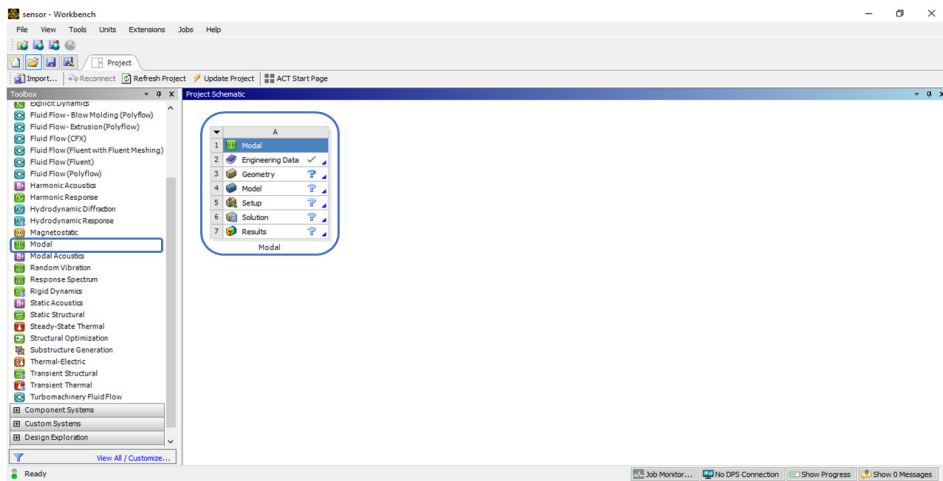 sensor - Workbench
File View Tools Units Extensions Jobs Help
Project
Import... Reconnect Refresh Project Update Project ACT Start Page
Toolbox
Project Schematic
Explicit Dynamics
Fluid Flow - Blow Molding (Polyflow)
Fluid Flow- Extrusion (Polyflow)
Fluid Flow (CFX)
Fluid Flow (Fluent with Fluent Meshing)
Fluid Flow (Fluent)
Fluid Flow (Polyflow)
Harmonic Acoustics
Harmonic Response
Hydrodynamic Diffraction
Hydrodynamic Response
Magnetostatic
Modal
Modal Acoustics
Random Vibration
Response Spectrum
Rigid Dynamics
Static Acoustics
Static Structural
Steady-State Thermal
Structural Optimization
Substructure Generation
Thermal-Electric
Transient Structural
Transient Thermal
Turbomachinery Fluid Flow
Component Systems
Custom Systems
Design Exploration
View All / Customize...
A
1 Modal
2 Engineering Data
3 Geometry ?
4 Model ?
5 Setup ?
6 Solution ?
7 Results ?
Modal
Ready
Job Monitor... No DPS Connection Show Progress Show 0 Messages